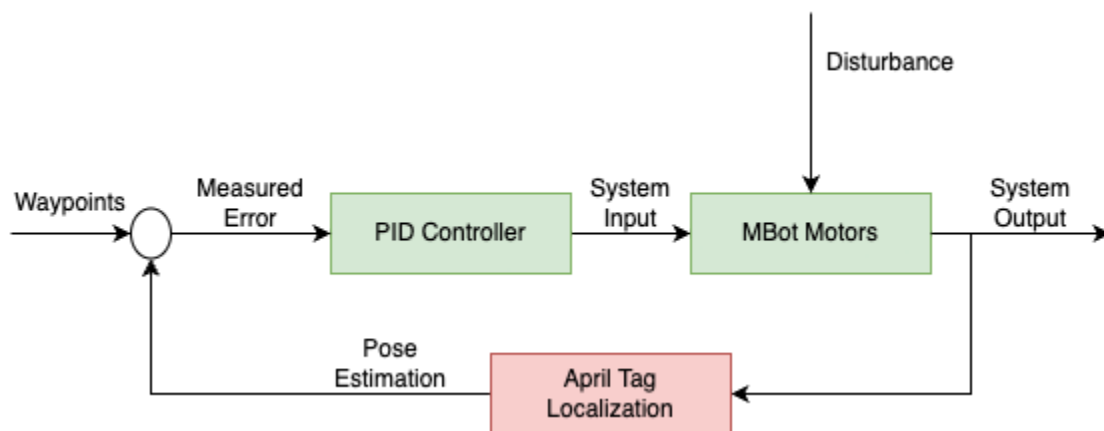 Disturbance
Waypoints
Measured
Error
PID Controller
System
Input
MBot Motors
System
Output
Pose
Estimation
April Tag
Localization